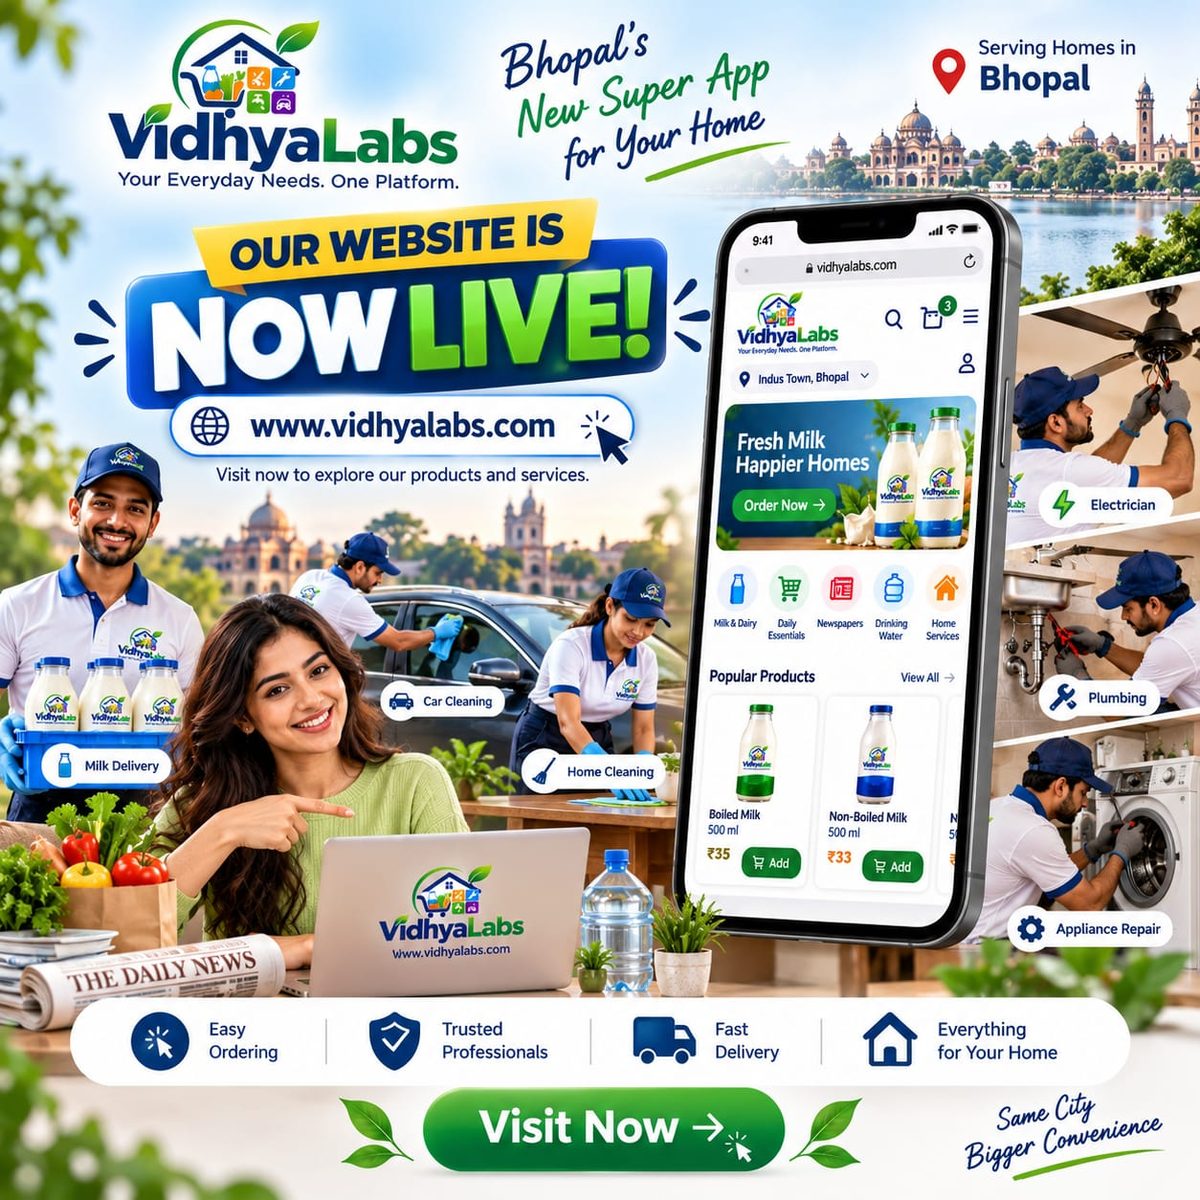 VidhyaLabs
Your Everyday Needs. One Platform.
Bhopal's
New Super App
for Your Home
Serving Homes in
Bhopal
OUR WEBSITE IS
NOW LIVE!
www.vidhyalabs.com
Visit now to explore our products and services.
9:41
vidhyalabs.com
VidhyaLabs
Your Everyday Needs. One Platform.
3
Indus Town, Bhopal
Fresh Milk
Happier Homes
Order Now →
VidhyaLabs
VidhyaLabs
Milk & Dairy
Daily
Essentials
Newspapers
Drinking
Water
Home
Services
Popular Products
View All →
Boiled Milk
500 ml
₹35
Add
Non-Boiled Milk
500 ml
₹33
Add
N
50
₹
Electrician
Plumbing
Appliance Repair
Car Cleaning
Home Cleaning
Milk Delivery
VidhyaLabs
VidhyaLabs
THE DAILY NEWS
VidhyaLabs
www.vidhyalabs.com
Easy
Ordering
Trusted
Professionals
Fast
Delivery
Everything
for Your Home
Visit Now →
Same City
Bigger Convenience